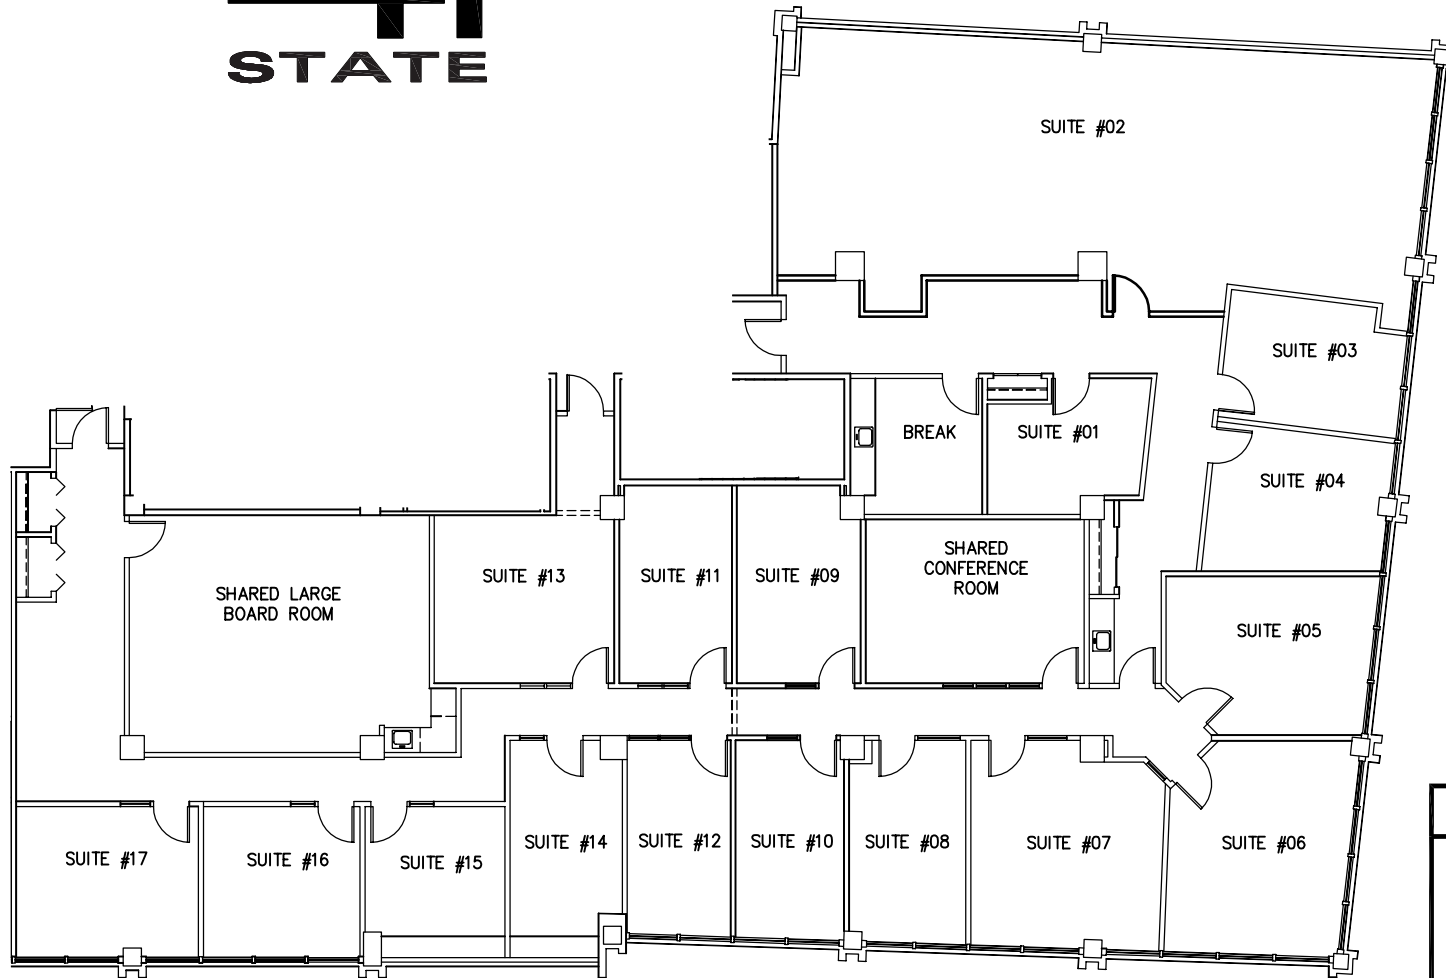 STATE
SUITE #02
SUITE #03
BREAK
SUITE #01
SUITE #04
SHARED
CONFERENCE
ROOM
SUITE #13
SUITE #11
SUITE #09
SHARED LARGE
BOARD ROOM
SUITE #05
SUITE #14
SUITE #12
SUITE #10
SUITE #08
SUITE #07
SUITE #06
SUITE #17
SUITE #16
SUITE #15